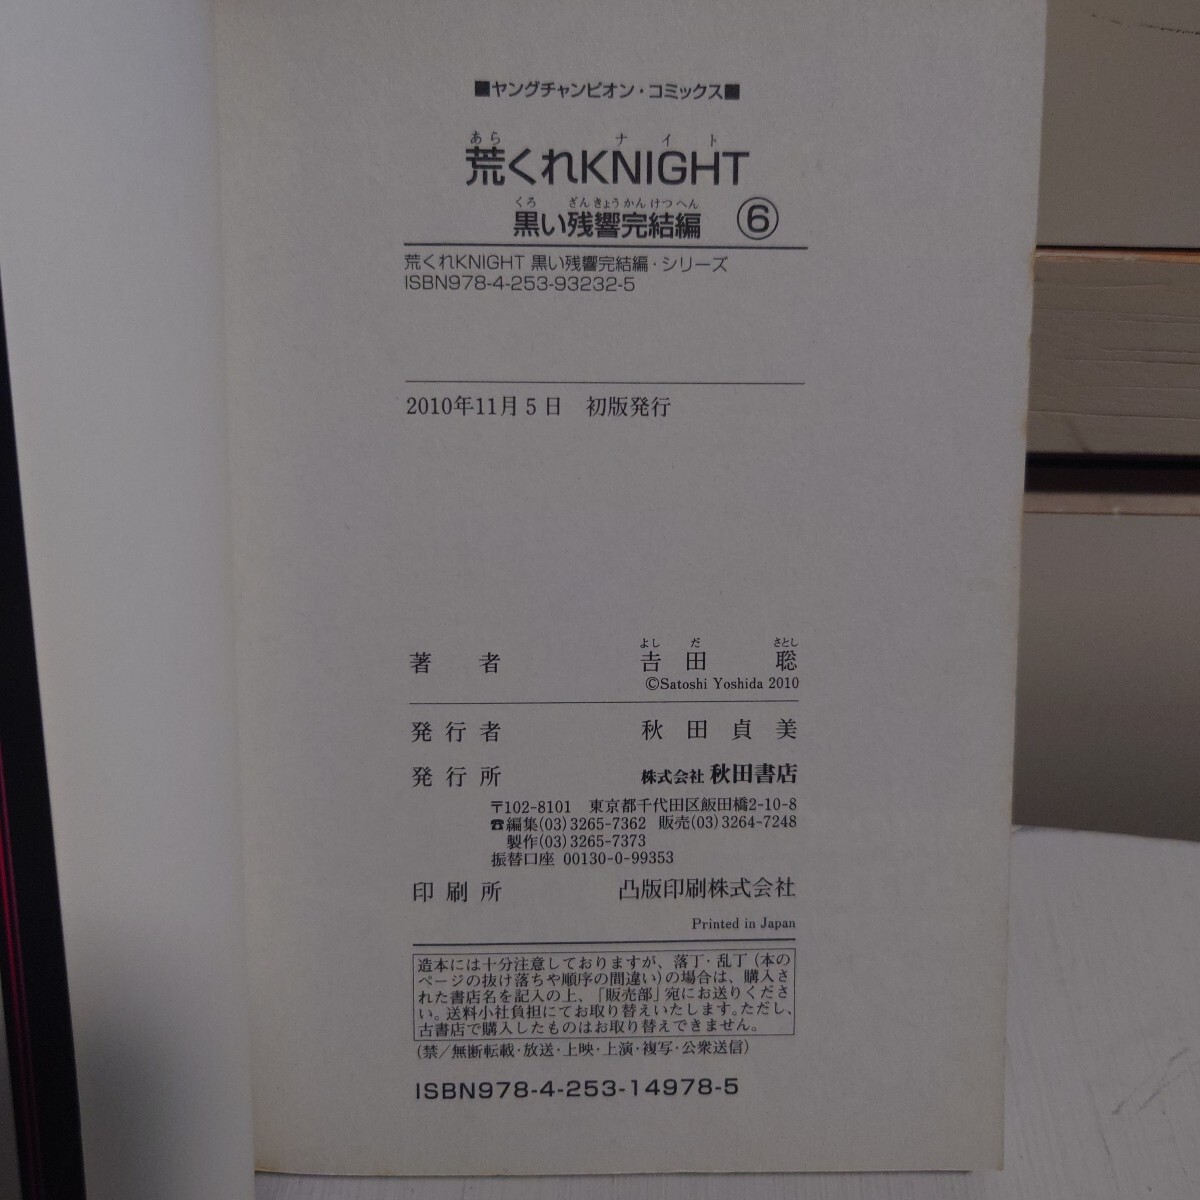 ■ヤングチャンピオン・コミックス■
あら ナイト
荒くれKNIGHT
くろ ざんきょうかんけつへん
黒い残響完結編 ⑥
荒くれKNIGHT 黒い残響完結編・シリーズ
ISBN978-4-253-93232-5
2010年11月5日 初版発行
よし だ さとし
著者 吉田聡
©Satoshi Yoshida 2010
発行者 秋田貞美
発行所 株式会社 秋田書店
〒102-8101 東京都千代田区飯田橋2-10-8
☎編集(03)3265-7362 販売(03)3264-7248
製作(03)3265-7373
振替口座 00130-0-99353
印刷所 凸版印刷株式会社
Printed in Japan
造本には十分注意しておりますが、落丁・乱丁(本の
ページの抜け落ちや順序の間違い)の場合は、購入さ
れた書店名を記入の上、「販売部」宛にお送りくださ
い。送料小社負担にてお取り替えいたします。ただし、
古書店で購入したものはお取り替えできません。
(禁/無断転載・放送・上映・上演・複写・公衆送信)
ISBN978-4-253-14978-5